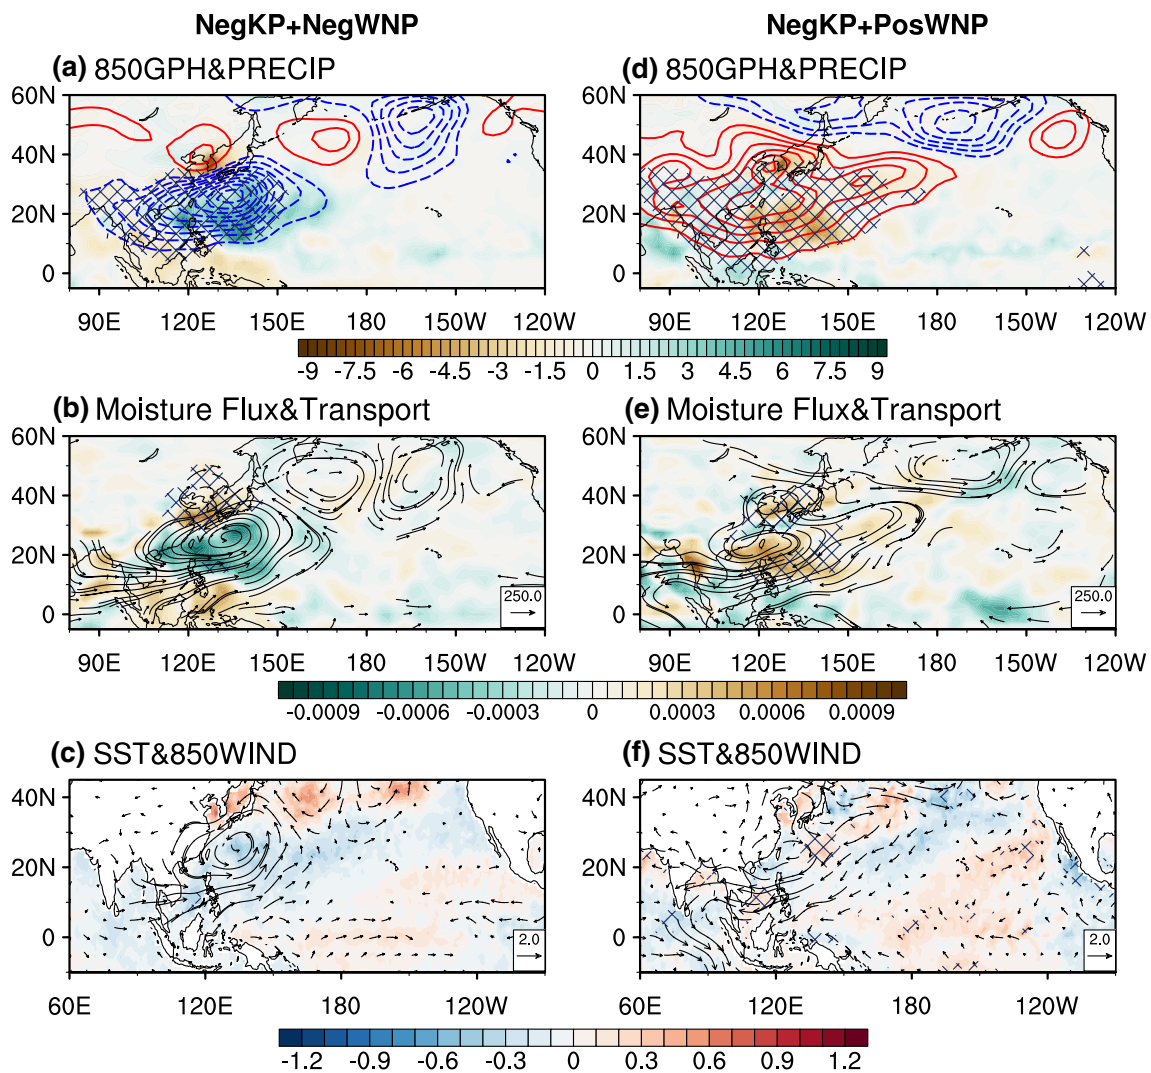 NegKP+NegWNP
NegKP+PosWNP
(a) 850GPH&PRECIP
(d) 850GPH&PRECIP
60N
40N
20N
0
90E 120E 150E 180 150W 120W
60N
40N
20N
0
90E 120E 150E 180 150W 120W
-9 -7.5 -6 -4.5 -3 -1.5 0 1.5 3 4.5 6 7.5 9
(b) Moisture Flux&Transport
(e) Moisture Flux&Transport
60N
40N
20N
0
250.0
90E 120E 150E 180 150W 120W
60N
40N
20N
0
250.0
90E 120E 150E 180 150W 120W
-0.0009 -0.0006 -0.0003 0 0.0003 0.0006 0.0009
(c) SST&850WIND
(f) SST&850WIND
40N
20N
0
2.0
60E 120E 180 120W
40N
20N
0
2.0
60E 120E 180 120W
-1.2 -0.9 -0.6 -0.3 0 0.3 0.6 0.9 1.2